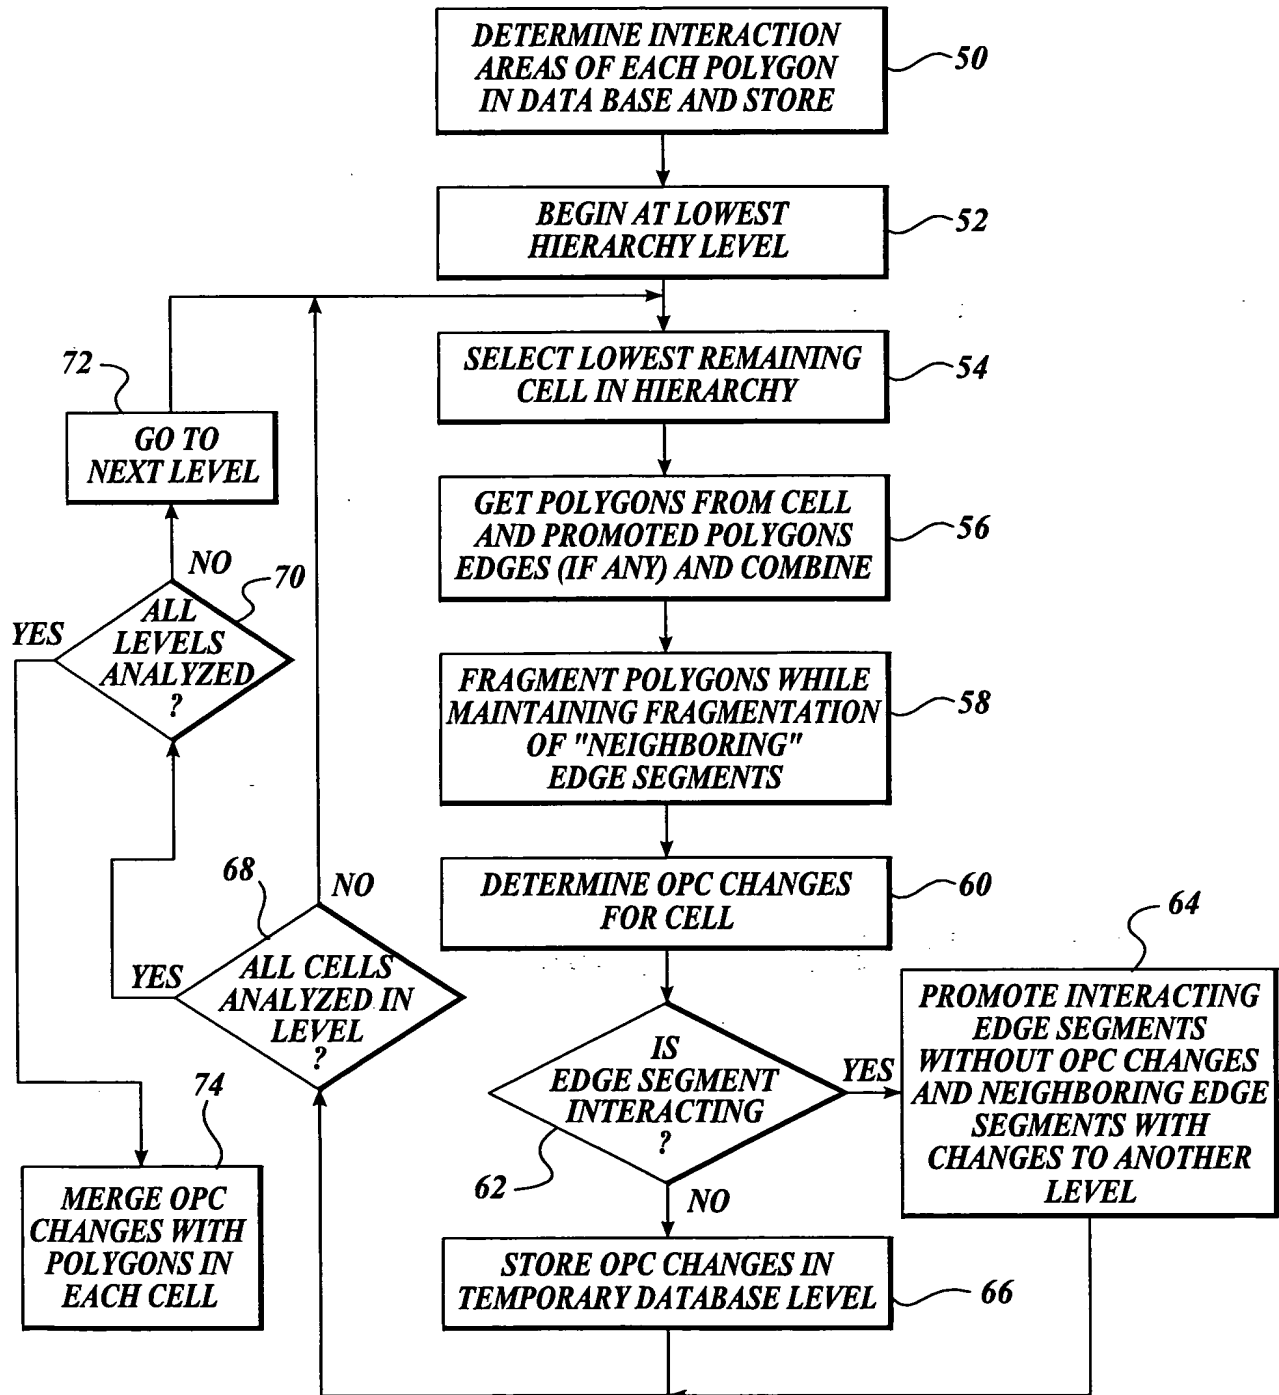 DETERMINE INTERACTION
AREAS OF EACH POLYGON
IN DATA BASE AND STORE
50
BEGIN AT LOWEST
HIERARCHY LEVEL
52
SELECT LOWEST REMAINING
CELL IN HIERARCHY
54
72
GO TO
NEXT LEVEL
GET POLYGONS FROM CELL
AND PROMOTED POLYGONS
EDGES (IF ANY) AND COMBINE
56
NO
70
ALL
LEVELS
ANALYZED
?
YES
FRAGMENT POLYGONS WHILE
MAINTAINING FRAGMENTATION
OF "NEIGHBORING"
EDGE SEGMENTS
58
68
NO
ALL CELLS
ANALYZED IN
LEVEL
?
YES
DETERMINE OPC CHANGES
FOR CELL
60
IS
EDGE SEGMENT
INTERACTING
?
62
YES
NO
64
PROMOTE INTERACTING
EDGE SEGMENTS
WITHOUT OPC CHANGES
AND NEIGHBORING EDGE
SEGMENTS WITH
CHANGES TO ANOTHER
LEVEL
74
MERGE OPC
CHANGES WITH
POLYGONS IN
EACH CELL
STORE OPC CHANGES IN
TEMPORARY DATABASE LEVEL
66